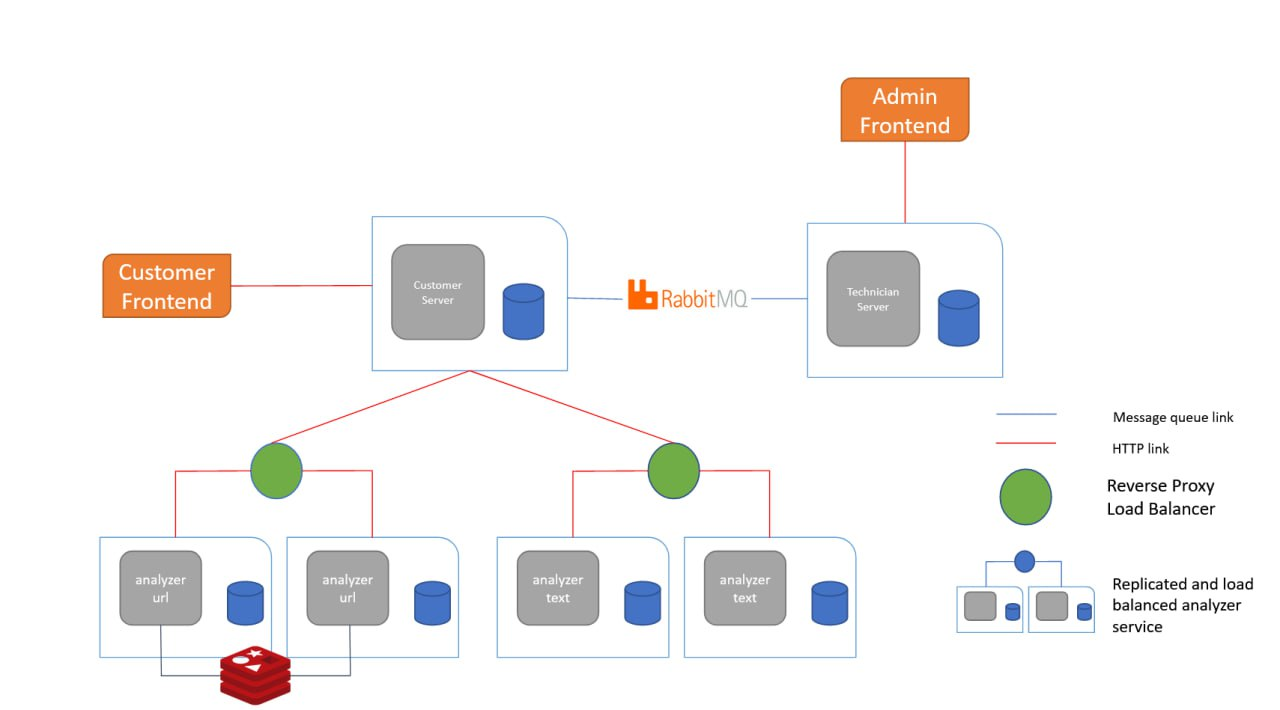 Admin
Frontend
Customer
Frontend
Customer
Server
RabbitMQ
Technician
Server
Message queue link
HTTP link
Reverse Proxy
Load Balancer
analyzer
url
analyzer
url
analyzer
text
analyzer
text
Replicated and load
balanced analyzer
service